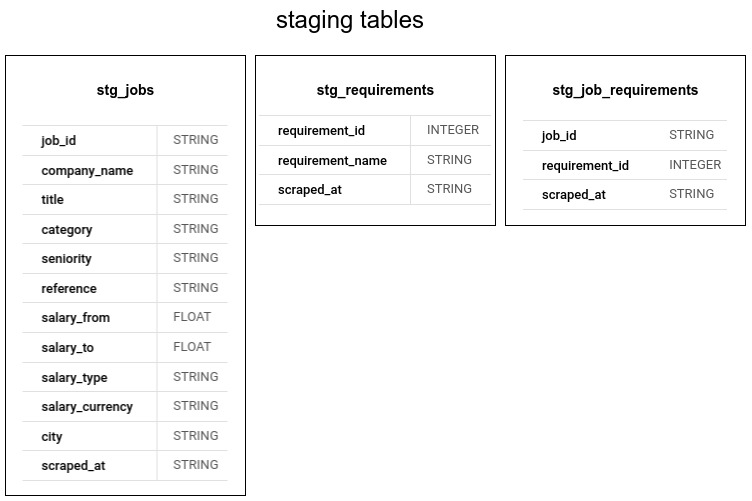 staging tables
stg_jobs
job_id STRING
company_name STRING
title STRING
category STRING
seniority STRING
reference STRING
salary_from FLOAT
salary_to FLOAT
salary_type STRING
salary_currency STRING
city STRING
scraped_at STRING
stg_requirements
requirement_id INTEGER
requirement_name STRING
scraped_at STRING
stg_job_requirements
job_id STRING
requirement_id INTEGER
scraped_at STRING